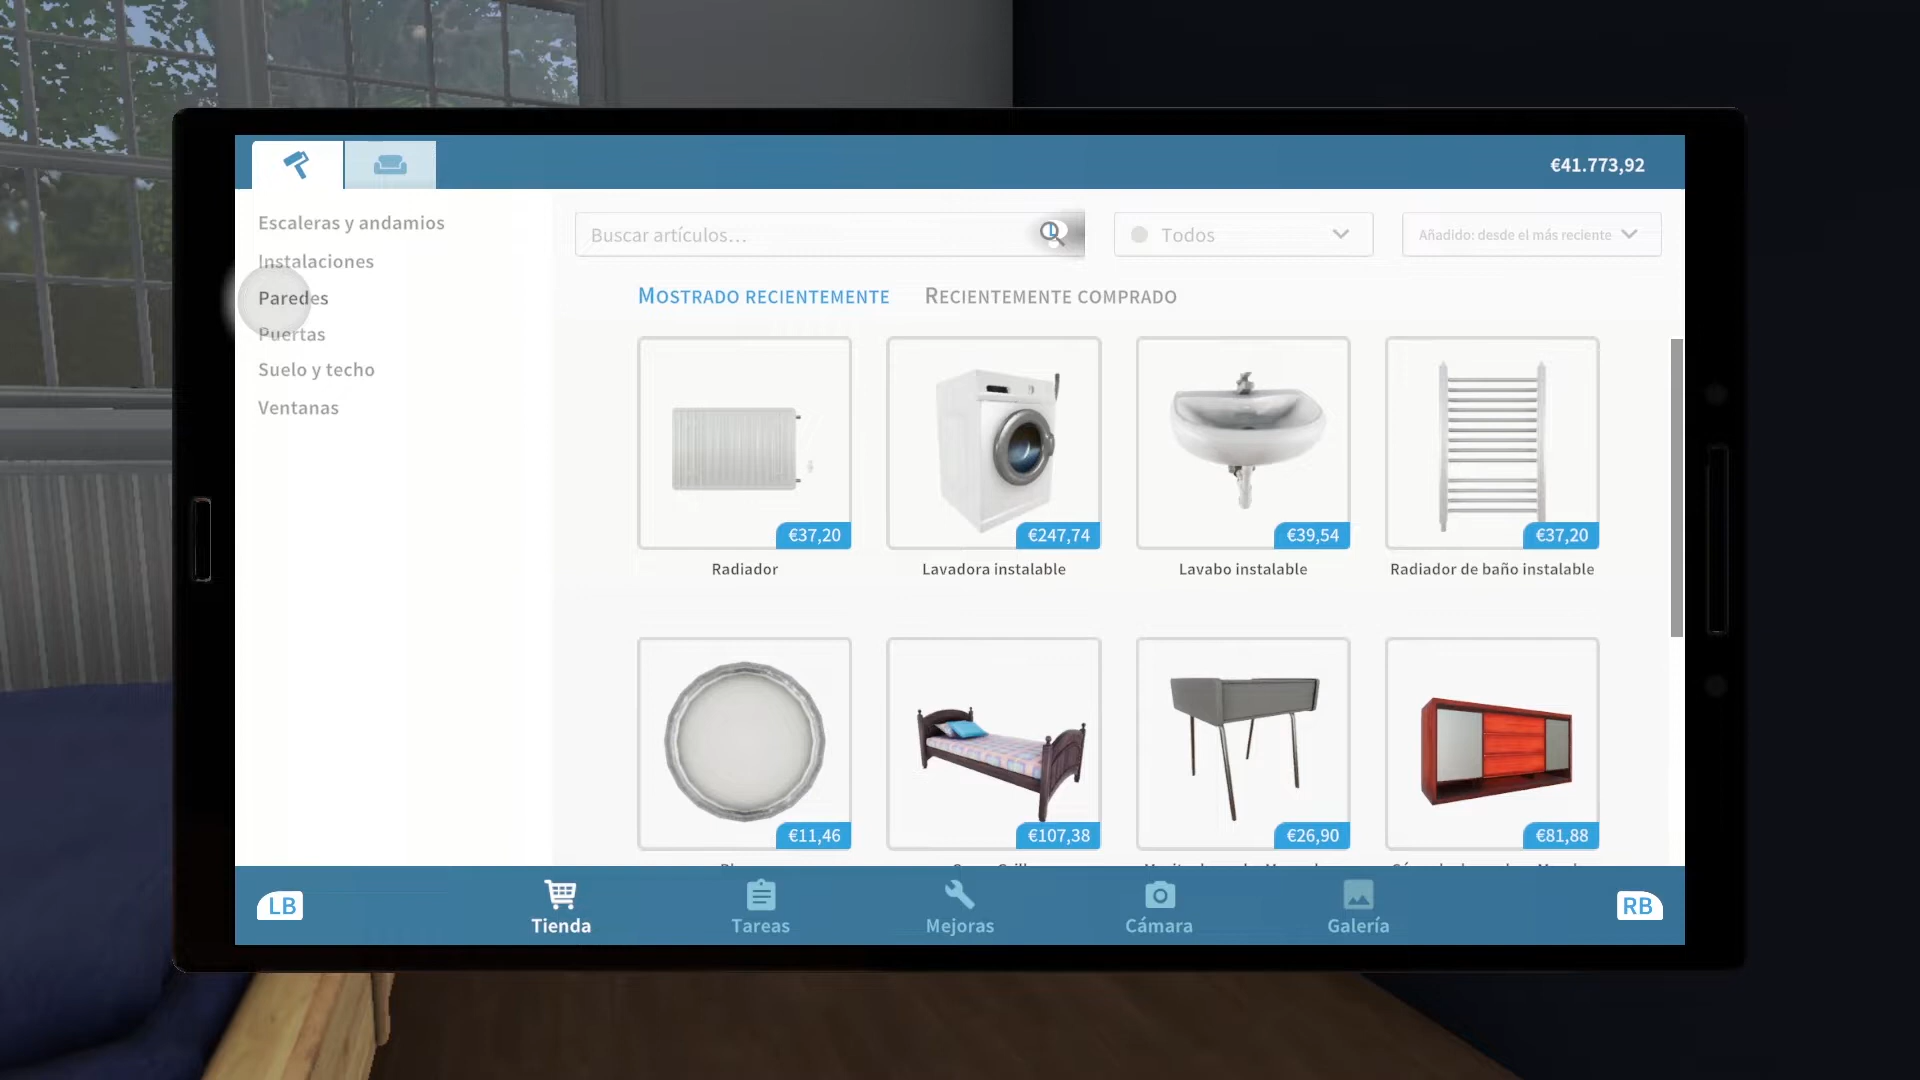 €41.773,92
Escaleras y andamios
Instalaciones
Paredes
Puertas
Suelo y techo
Ventanas
Buscar artículos...
Todos
Añadido: desde el más reciente
MOSTRADO RECIENTEMENTE
RECIENTEMENTE COMPRADO
€37,20
€247,74
€39,54
€37,20
Radiador
Lavadora instalable
Lavabo instalable
Radiador de baño instalable
€11,46
€107,38
€26,90
€81,88
LB
Tienda
Tareas
Mejoras
Cámara
Galería
RB